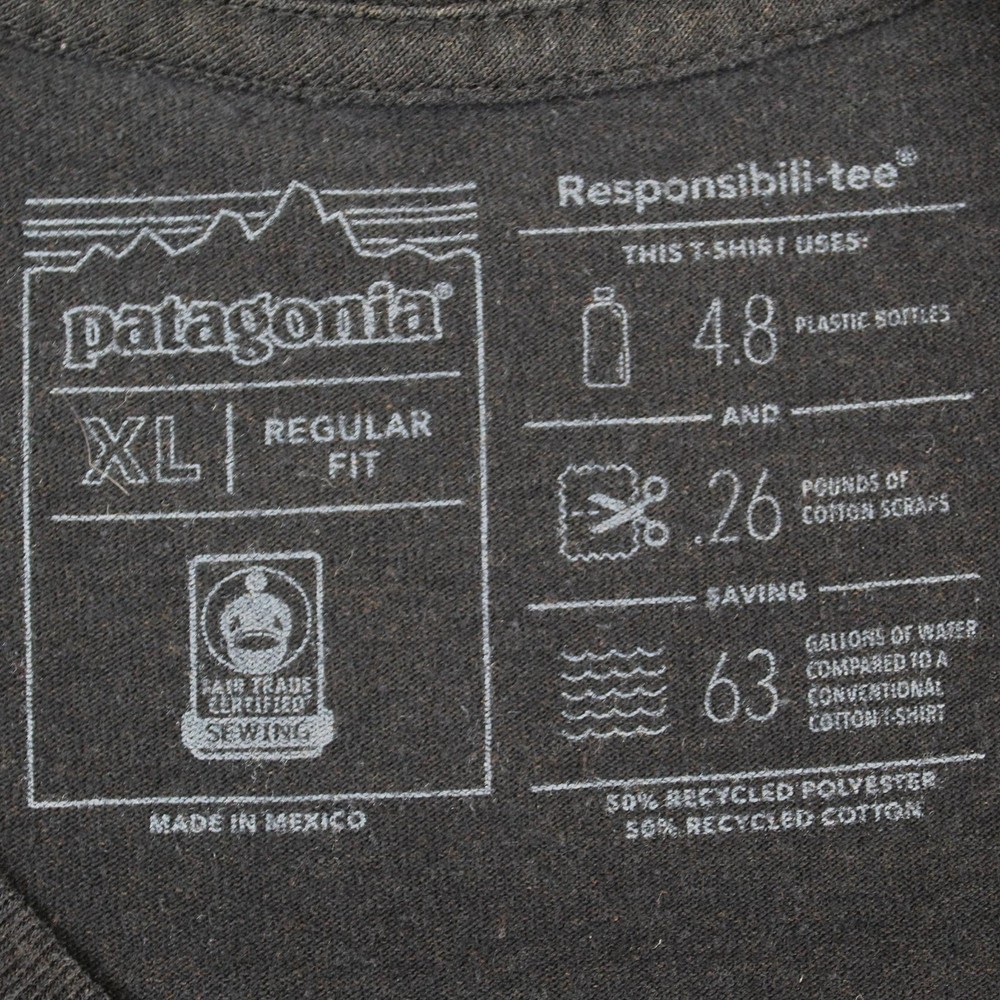 patagonia®
XL
REGULAR
FIT
FAIR TRADE
CERTIFIED
SEWING
MADE IN MEXICO
Responsibili-tee®
THIS T-SHIRT USES:
4.8 PLASTIC BOTTLES
AND
.26 POUNDS OF
COTTON SCRAPS
SAVING
63 GALLONS OF WATER
COMPARED TO A
CONVENTIONAL
COTTON T-SHIRT
50% RECYCLED POLYESTER
50% RECYCLED COTTON